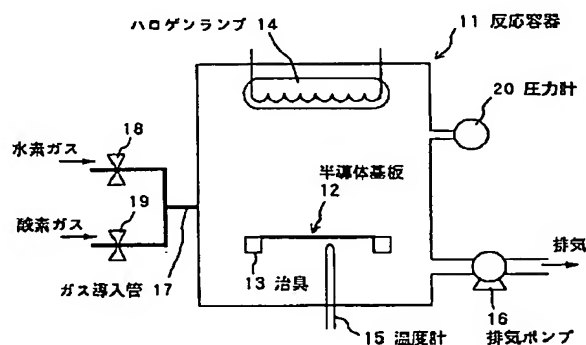 ハロゲンランプ 14
11 反応容器
20 圧力計
18
水素ガス
19
酸素ガス
ガス導入管 17
半導体基板
12
13 治具
15 温度計
排気
16
排気ポンプ